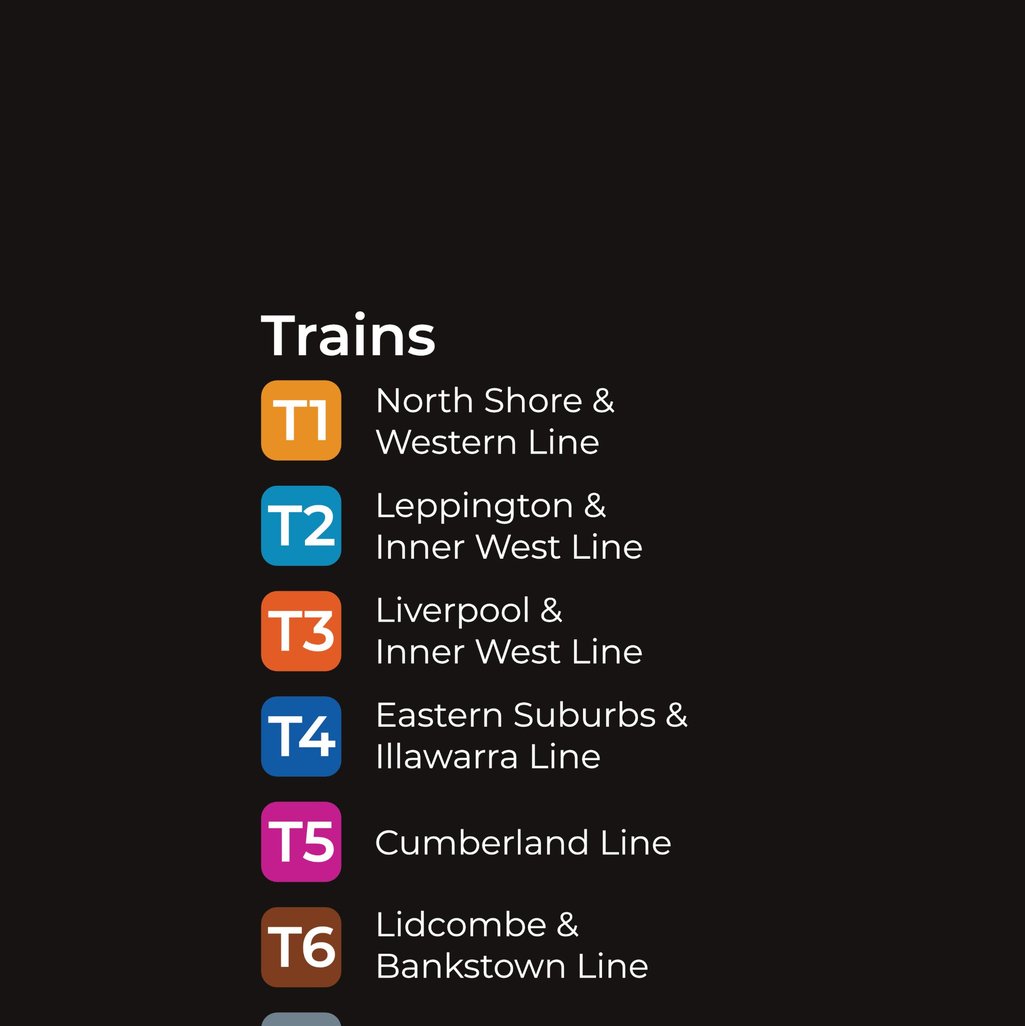 Trains
T1
North Shore &
Western Line
T2
Leppington &
Inner West Line
T3
Liverpool &
Inner West Line
T4
Eastern Suburbs &
Illawarra Line
T5
Cumberland Line
T6
Lidcombe &
Bankstown Line